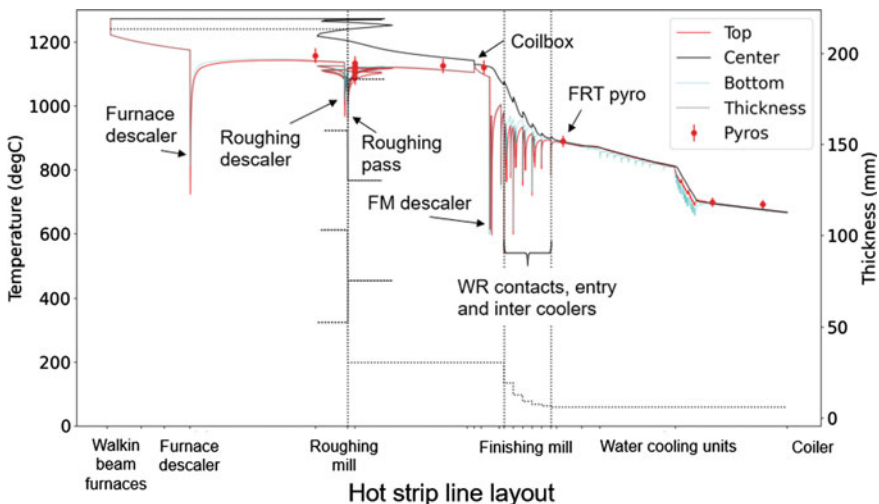 1200
1000
800
600
400
200
0
Temperature (degC)
Furnace
descaler
Roughing
descaler
Roughing
pass
FM descaler
Coilbox
FRT pyro
WR contacts, entry
and inter coolers
Top
Center
Bottom
Thickness
Pyros
200
150
100
50
0
Thickness (mm)
Walkin
beam
furnaces
Furnace
descaler
Roughing
mill
Finishing mill
Water cooling units
Coiler
Hot strip line layout